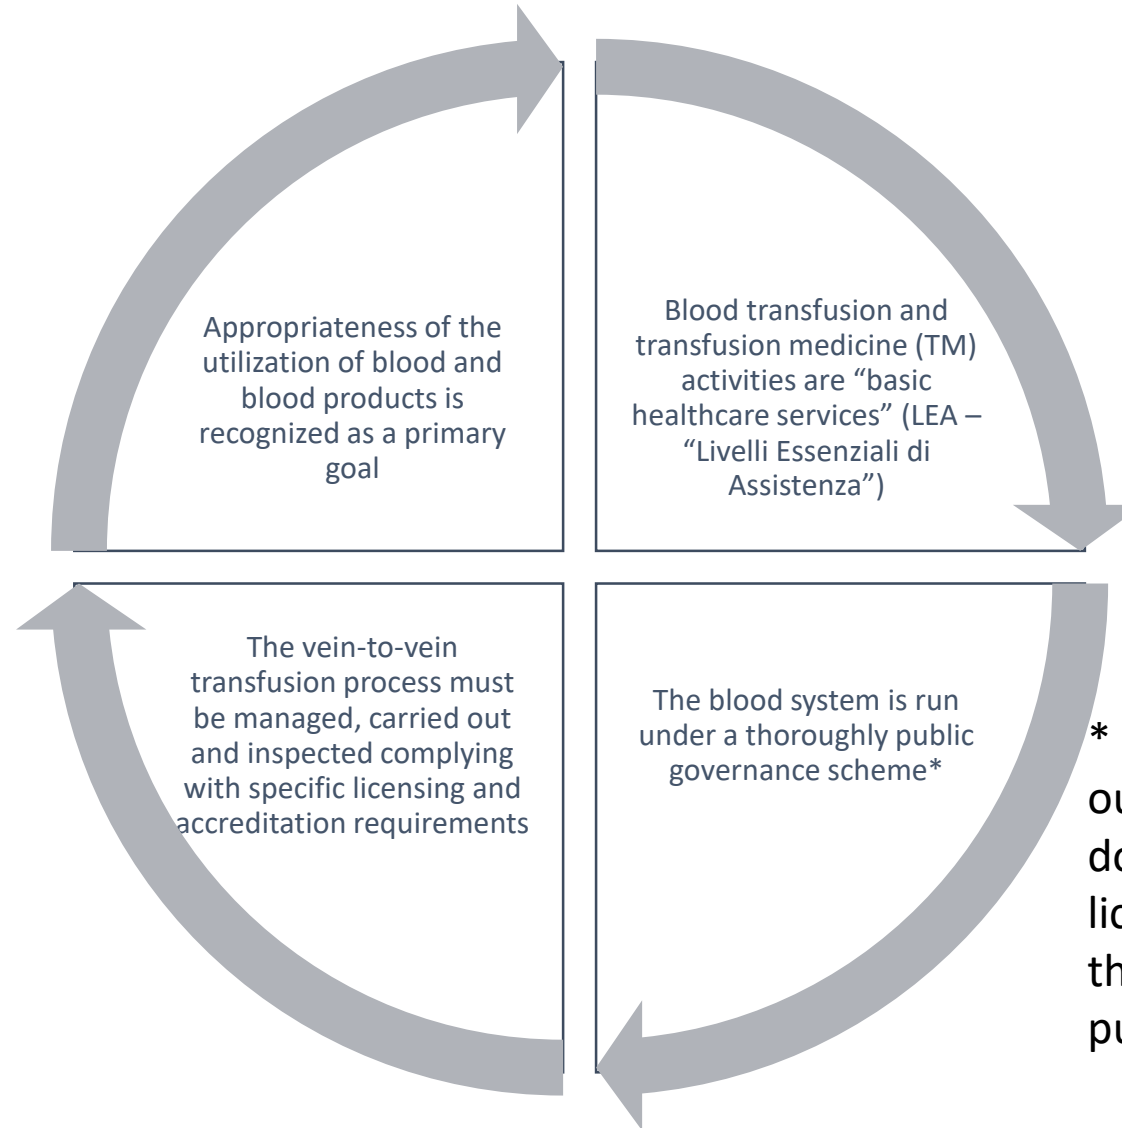 Appropriateness of the
utilization of blood and
blood products is
recognized as a primary
goal
Blood transfusion and
transfusion medicine (TM)
activities are “basic
healthcare services” (LEA –
“Livelli Essenziali di
Assistenza”)
The vein-to-vein
transfusion process must
be managed, carried out
and inspected complying
with specific licensing and
accreditation requirements
The blood system is run
under a thoroughly public
governance scheme*
*